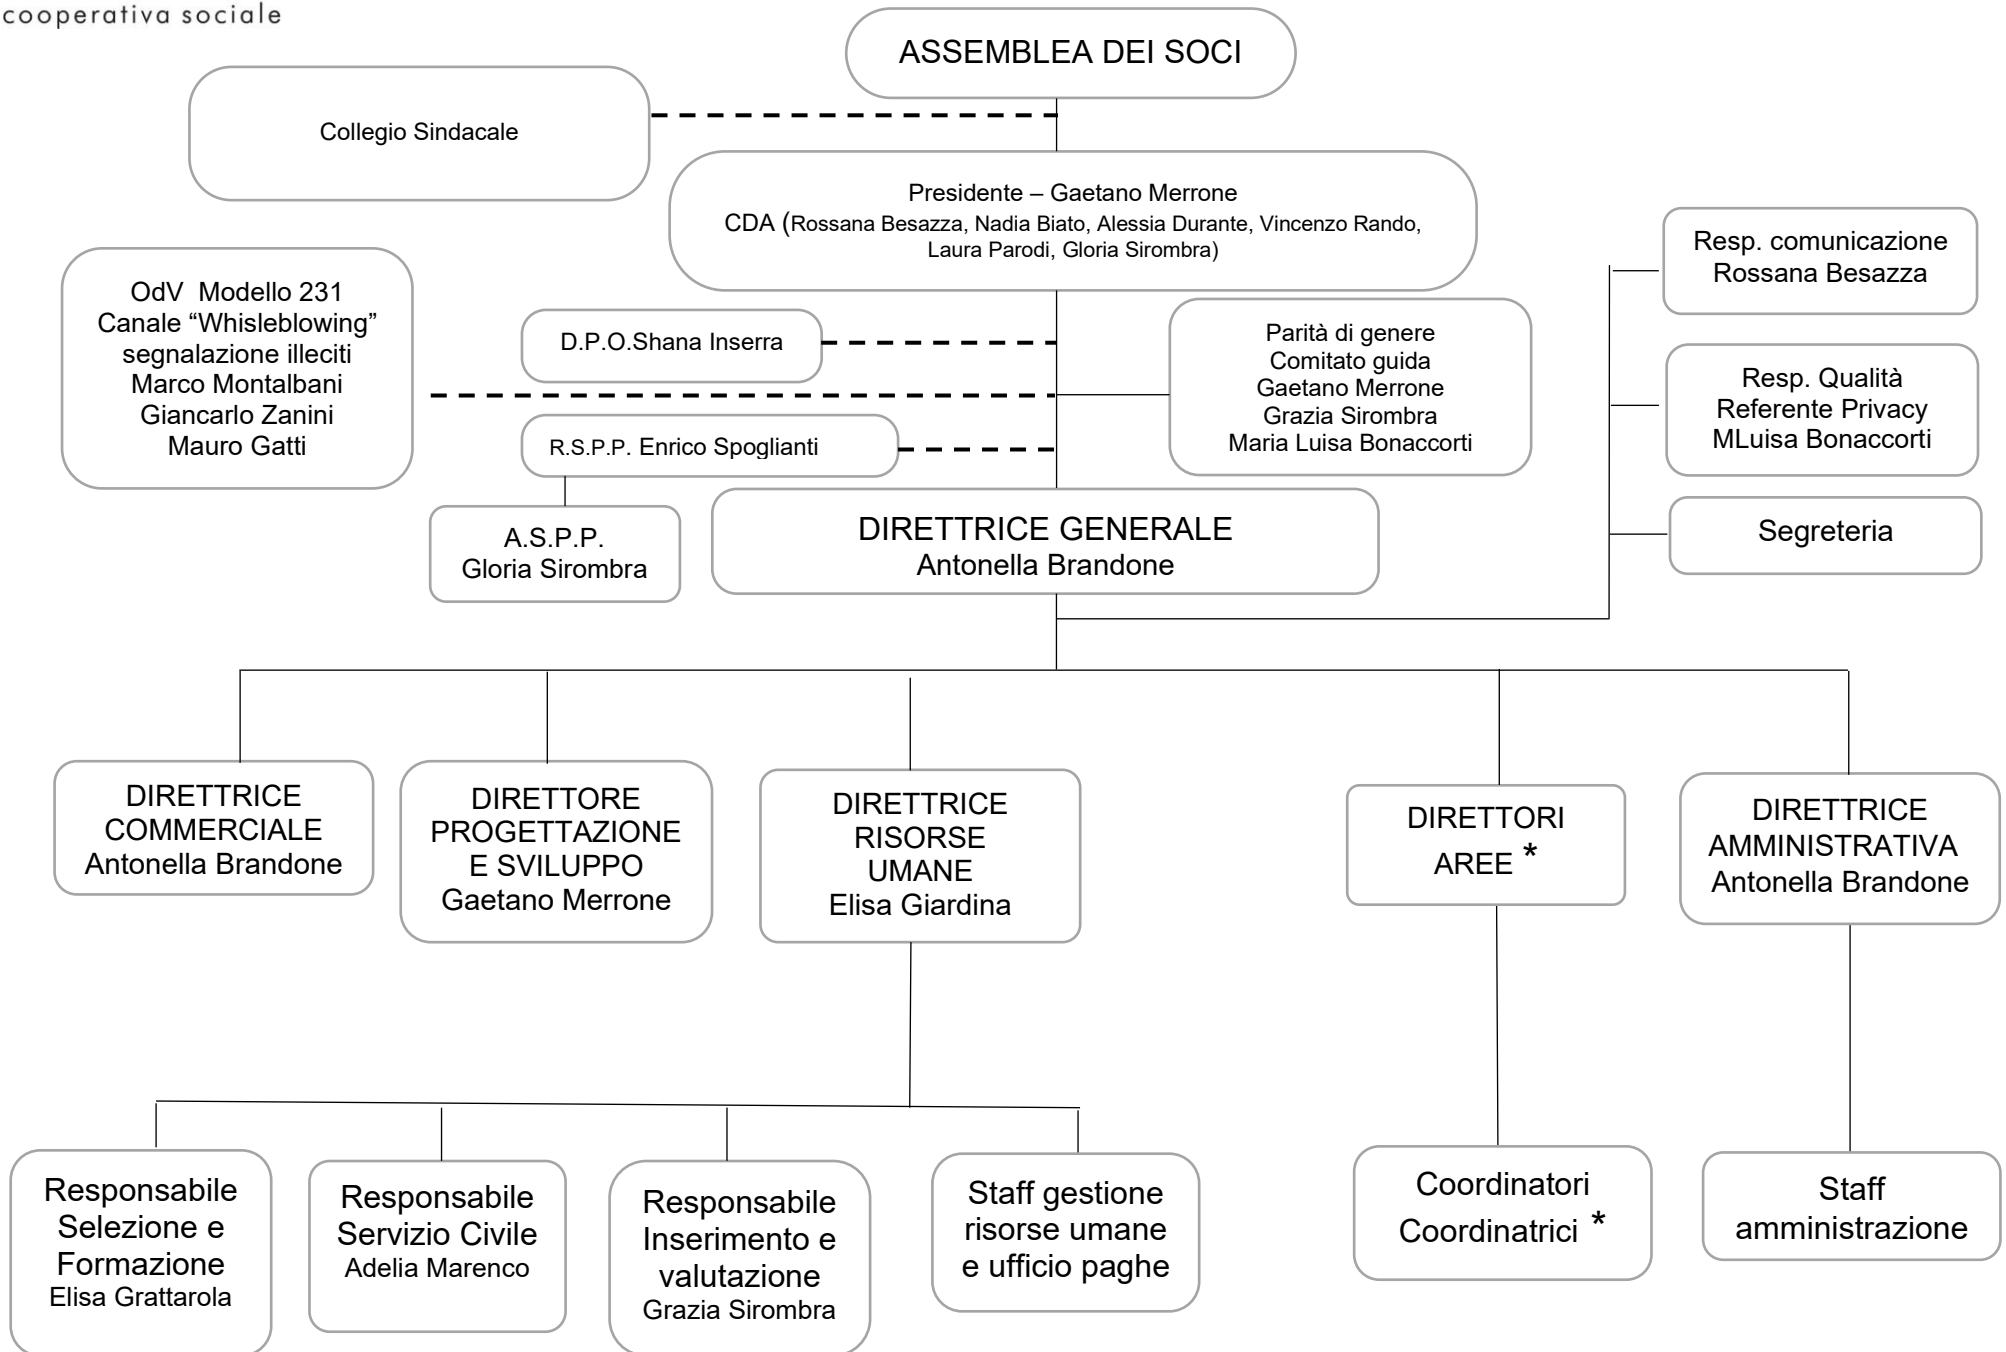 cooperativa sociale
ASSEMBLEA DEI SOCI
Collegio Sindacale
Presidente – Gaetano Merrone
CDA (Rossana Besazza, Nadia Biato, Alessia Durante, Vincenzo Rando,
Laura Parodi, Gloria Sirombra)
Resp. comunicazione
Rossana Besazza
OdV  Modello 231
Canale “Whisleblowing”
segnalazione illeciti
Marco Montalbani
Giancarlo Zanini
Mauro Gatti
D.P.O.Shana Inserra
Parità di genere
Comitato guida
Gaetano Merrone
Grazia Sirombra
Maria Luisa Bonaccorti
Resp. Qualità
Referente Privacy
MLuisa Bonaccorti
R.S.P.P. Enrico Spoglianti
A.S.P.P.
Gloria Sirombra
DIRETTRICE GENERALE
Antonella Brandone
Segreteria
DIRETTRICE
COMMERCIALE
Antonella Brandone
DIRETTORE
PROGETTAZIONE
E SVILUPPO
Gaetano Merrone
DIRETTRICE
RISORSE
UMANE
Elisa Giardina
DIRETTORI
AREE *
DIRETTRICE
AMMINISTRATIVA
Antonella Brandone
Responsabile
Selezione e
Formazione
Elisa Grattarola
Responsabile
Servizio Civile
Adelia Marenco
Responsabile
Inserimento e
valutazione
Grazia Sirombra
Staff gestione
risorse umane
e ufficio paghe
Coordinatori
Coordinatrici *
Staff
amministrazione